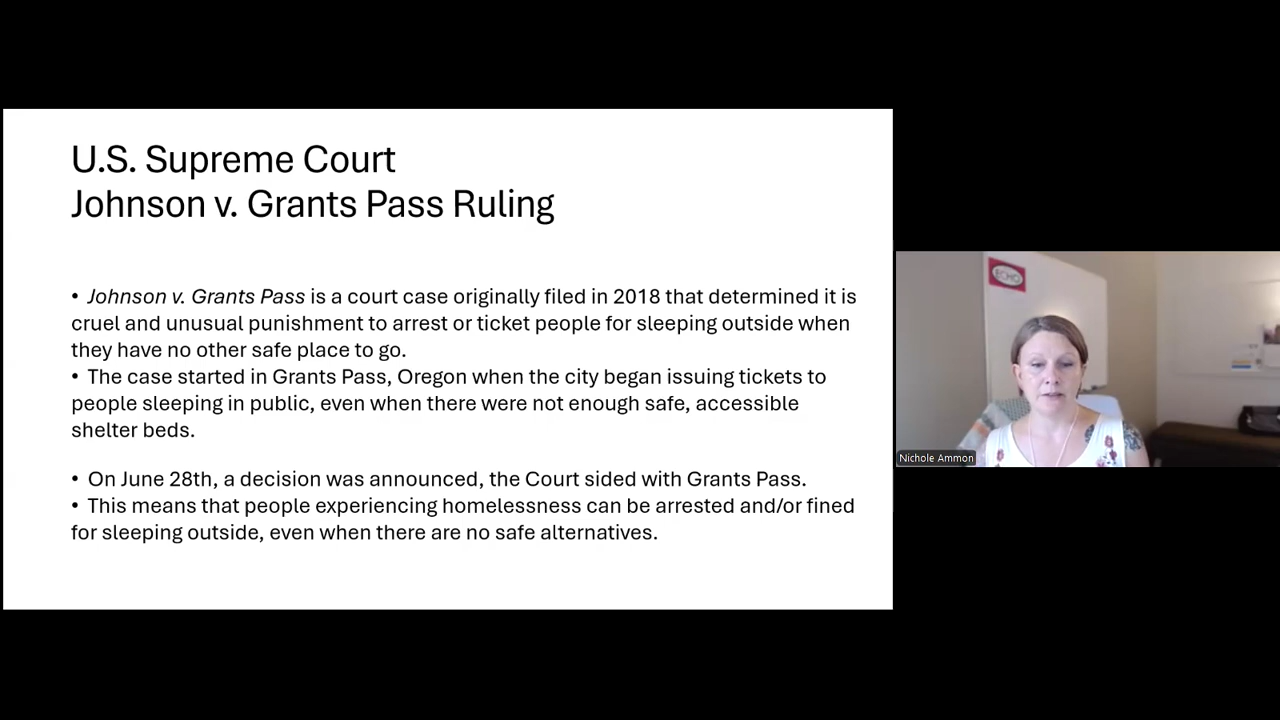 U.S. Supreme Court
Johnson v. Grants Pass Ruling
• Johnson v. Grants Pass is a court case originally filed in 2018 that determined it is
cruel and unusual punishment to arrest or ticket people for sleeping outside when
they have no other safe place to go.
• The case started in Grants Pass, Oregon when the city began issuing tickets to
people sleeping in public, even when there were not enough safe, accessible
shelter beds.
• On June 28th, a decision was announced, the Court sided with Grants Pass.
• This means that people experiencing homelessness can be arrested and/or fined
for sleeping outside, even when there are no safe alternatives.
ECHO
Nichole Ammon